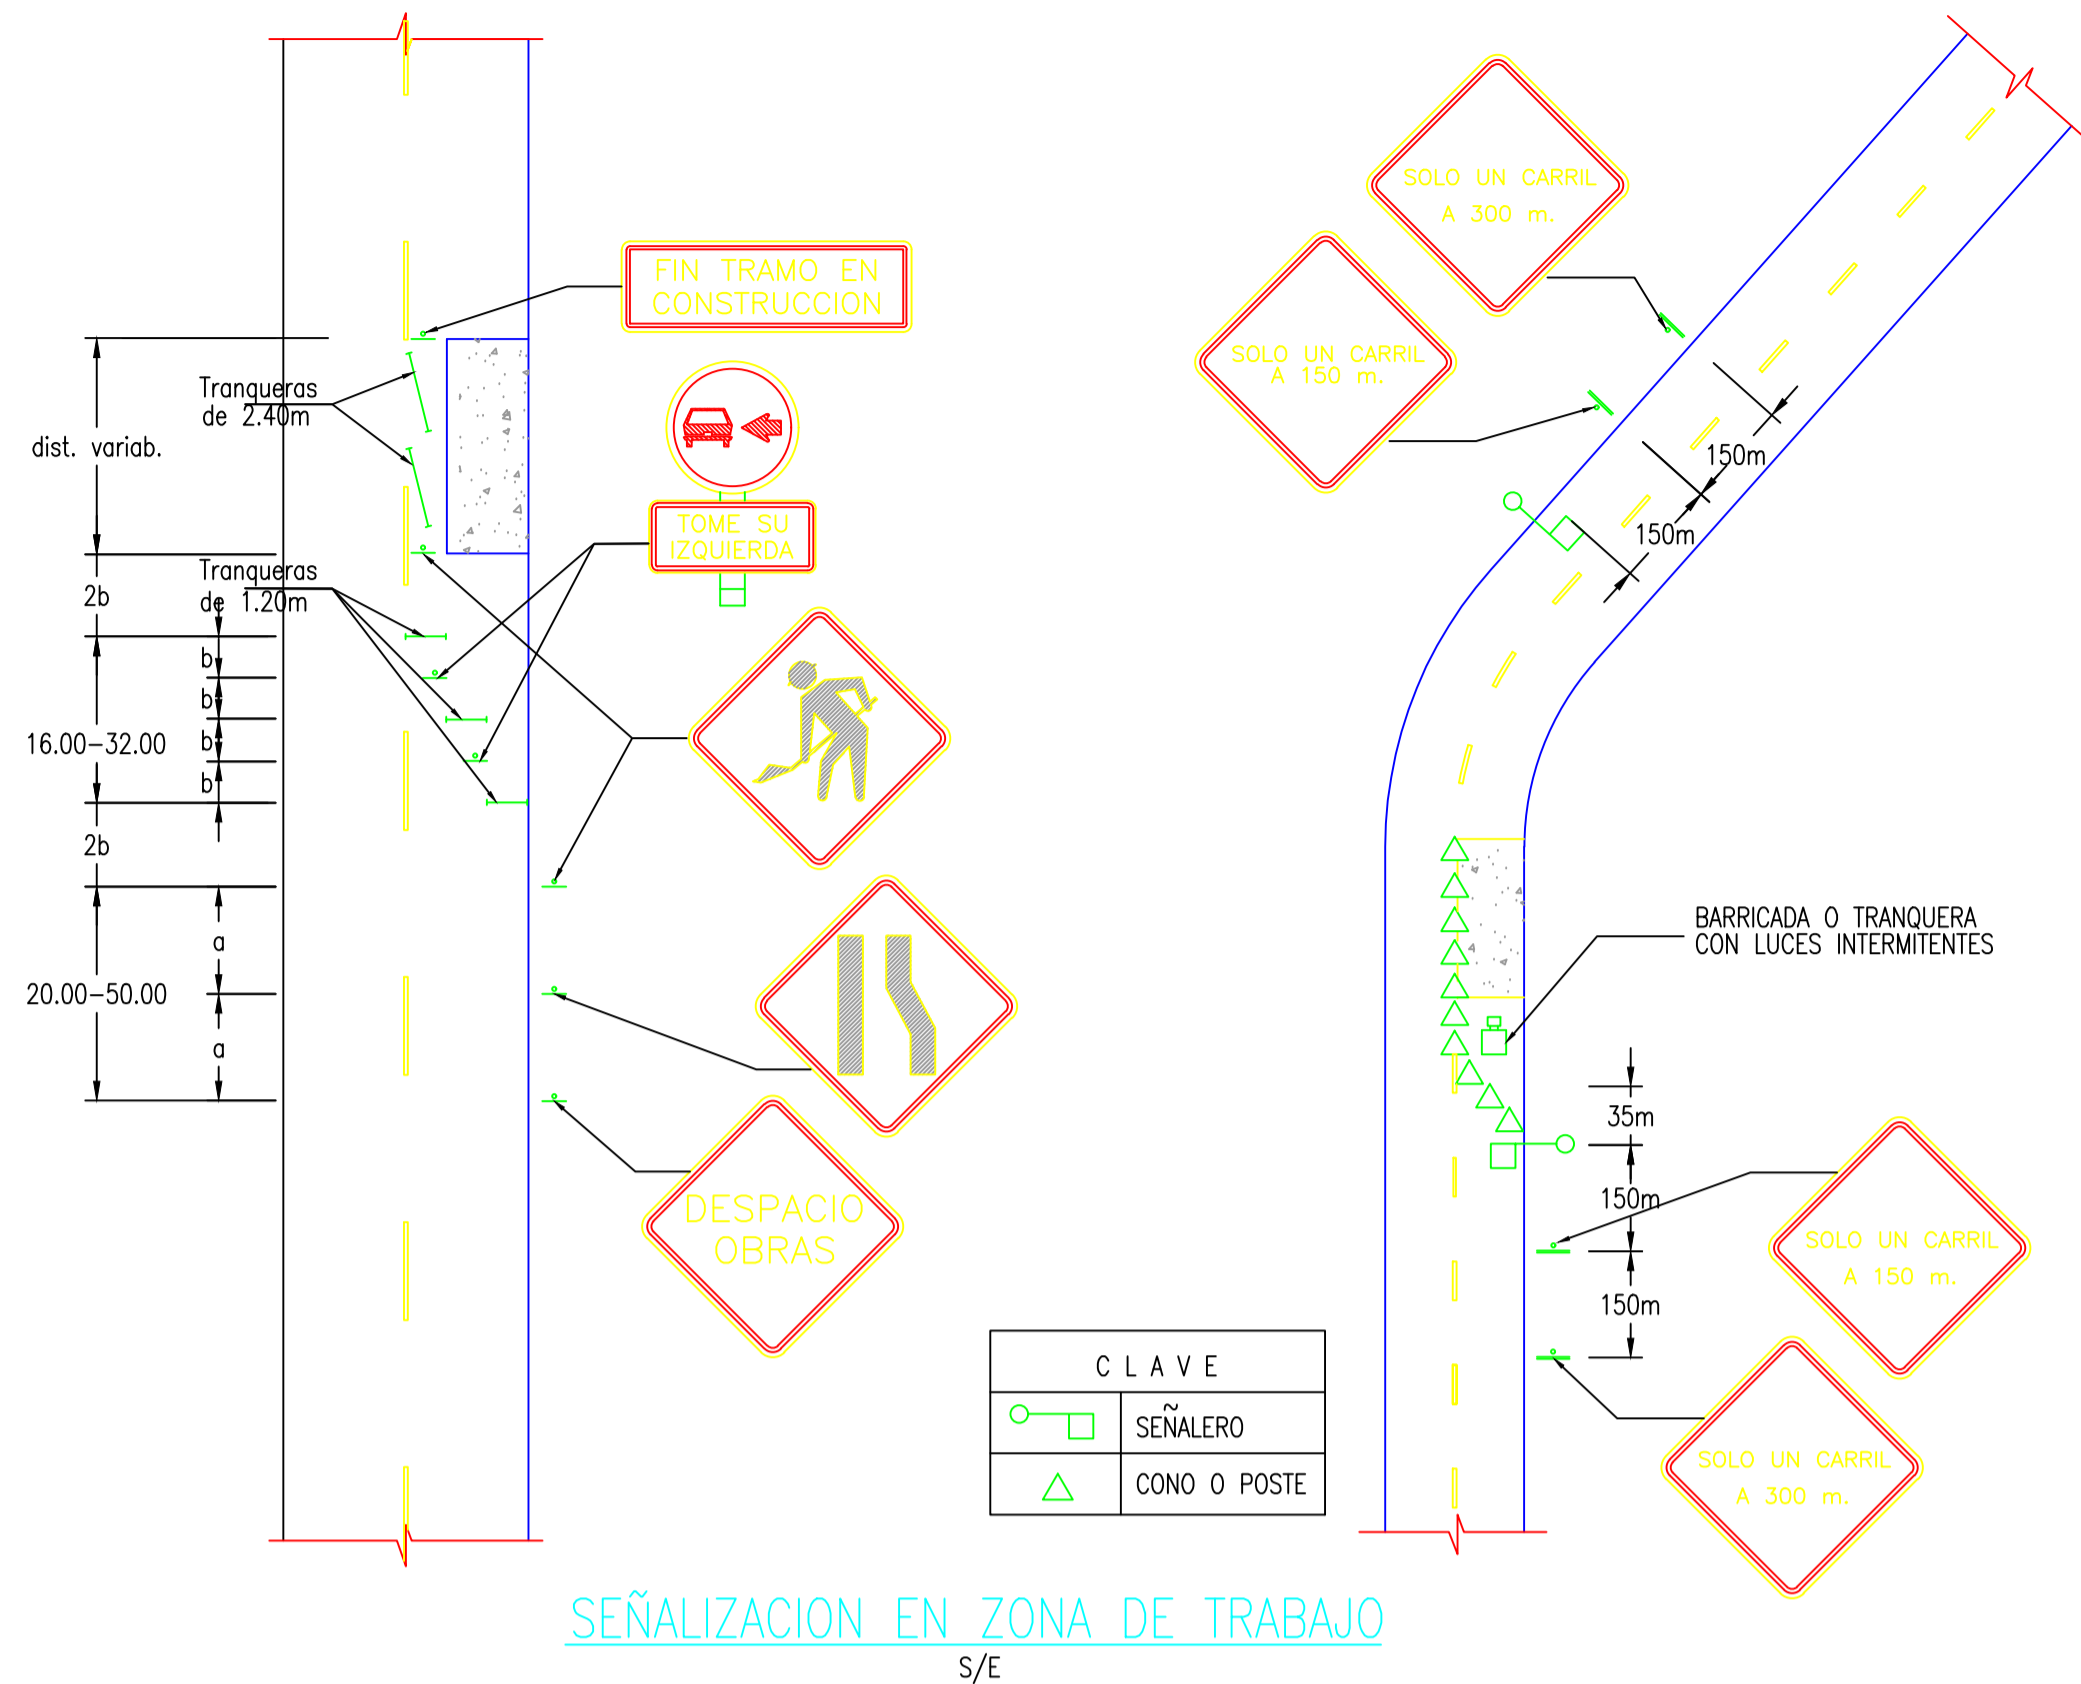 FIN TRAMO EN
CONSTRUCCION
Tranqueras
de 2.40m
dist. variab.
TOME SU
IZQUIERDA
Tranqueras
de 1.20m
2b
b
b
16.00-32.00
b
b
2b
a
20.00-50.00
a
DESPACIO
OBRAS
SOLO UN CARRIL
A 300 m.
SOLO UN CARRIL
A 150 m.
150m
150m
BARRICADA O TRANQUERA
CON LUCES INTERMITENTES
35m
150m
SOLO UN CARRIL
A 150 m.
150m
SOLO UN CARRIL
A 300 m.
C L A V E
SEÑALERO
CONO O POSTE
SEÑALIZACION EN ZONA DE TRABAJO
S/E